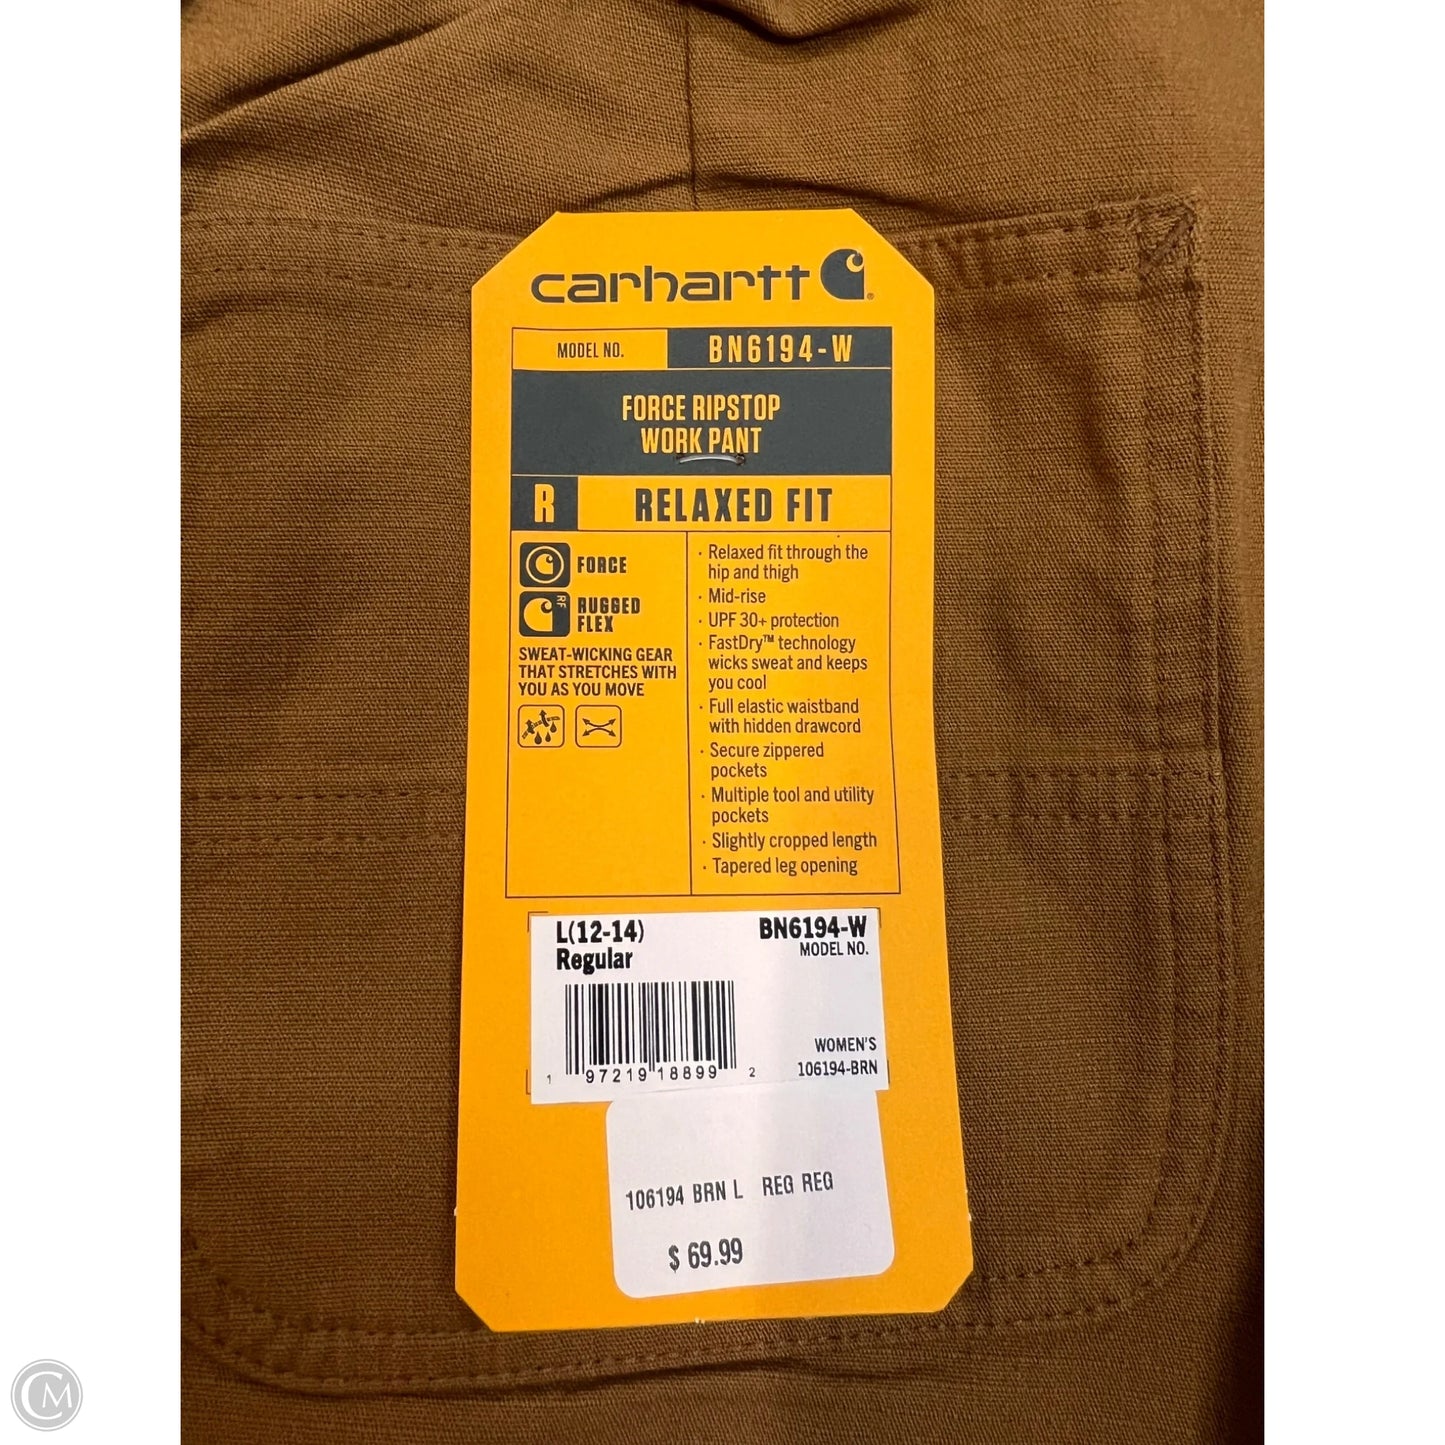 carhartt
MODEL NO. BN6194-W
FORCE RIPSTOP
WORK PANT
R RELAXED FIT
FORCE
RF
RUGGED
FLEX
SWEAT-WICKING GEAR
THAT STRETCHES WITH
YOU AS YOU MOVE
· Relaxed fit through the
hip and thigh
· Mid-rise
· UPF 30+ protection
· FastDry™ technology
wicks sweat and keeps
you cool
· Full elastic waistband
with hidden drawcord
· Secure zippered
pockets
· Multiple tool and utility
pockets
· Slightly cropped length
· Tapered leg opening
L(12-14)
Regular
BN6194-W
MODEL NO.
WOMEN'S
106194-BRN
1 97219 18899 2
106194 BRN L REG REG
$ 69.99
CM